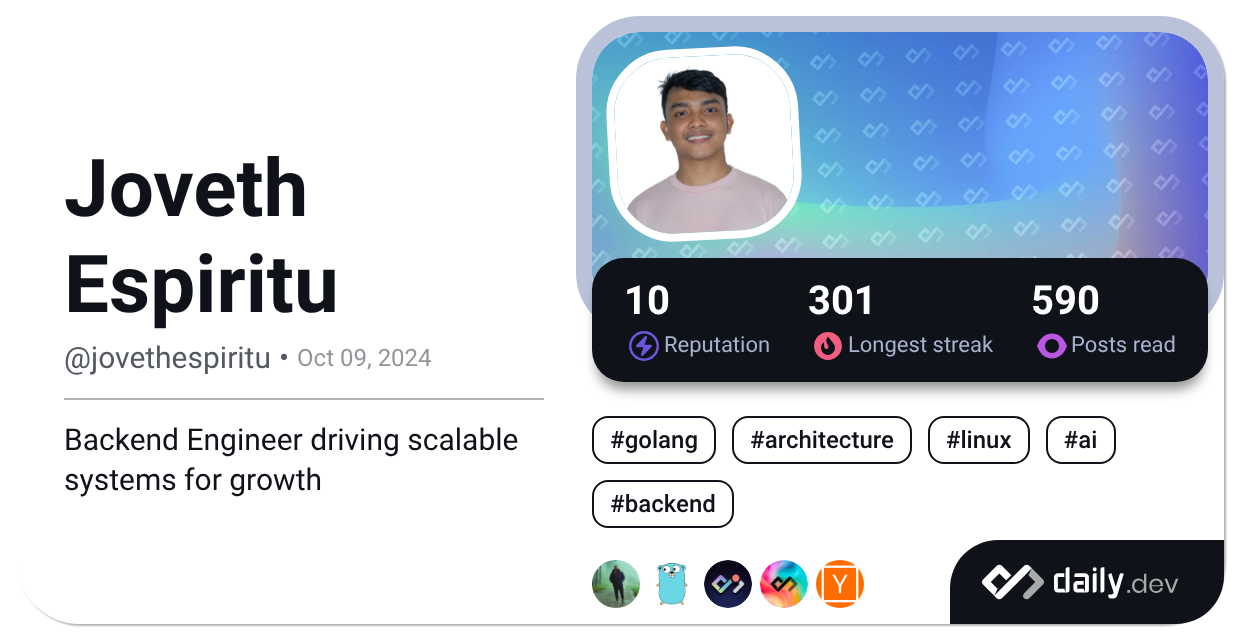 Joveth
Espiritu
@jovethespiritu • Oct 09, 2024
Backend Engineer driving scalable
systems for growth
10 301 590
Reputation Longest streak Posts read
#golang #architecture #linux #ai
#backend
Y
daily.dev